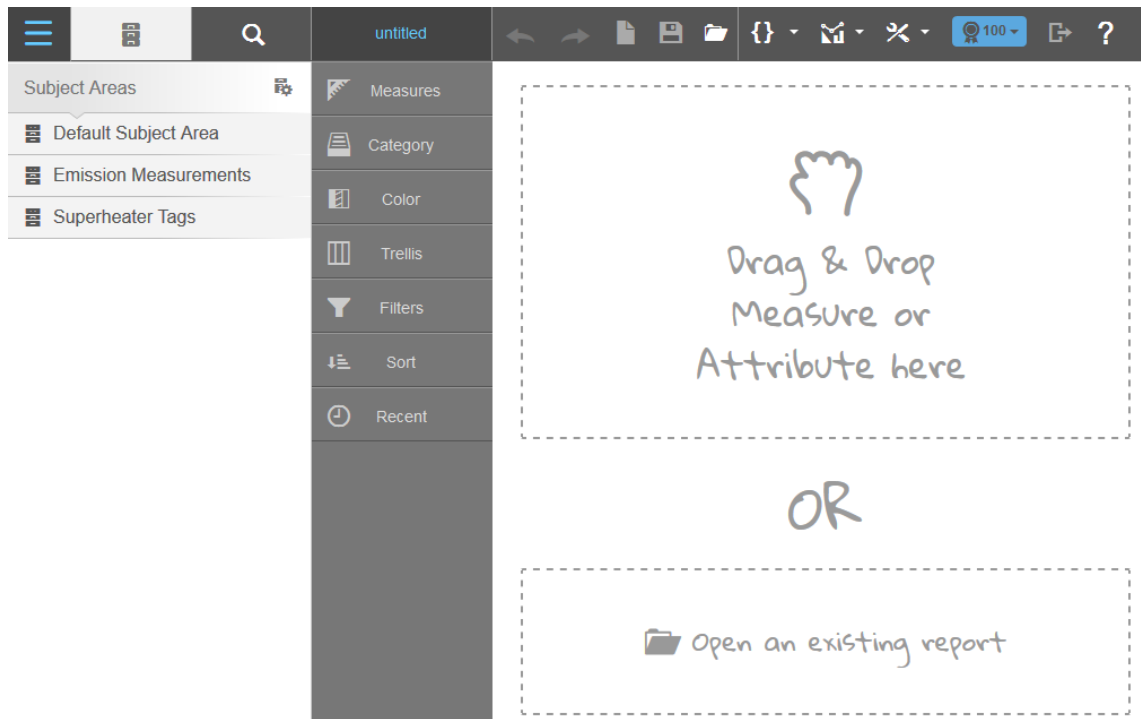 untitled
{}
100
?
Subject Areas
Default Subject Area
Emission Measurements
Superheater Tags
Measures
Category
Color
Trellis
Filters
Sort
Recent
Drag & Drop
Measure or
Attribute here
OR
Open an existing report